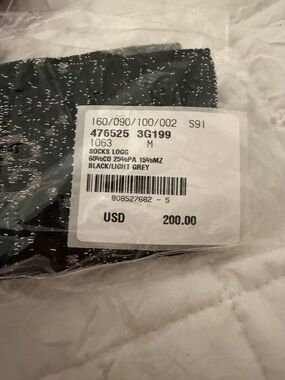 160/090/100/002 S91
476525 3G199
1063 M
SOCKS LOGG
60%CO 25%PA 15%MZ
BLACK/LIGHT GREY
808527682 - 5
USD 200.00